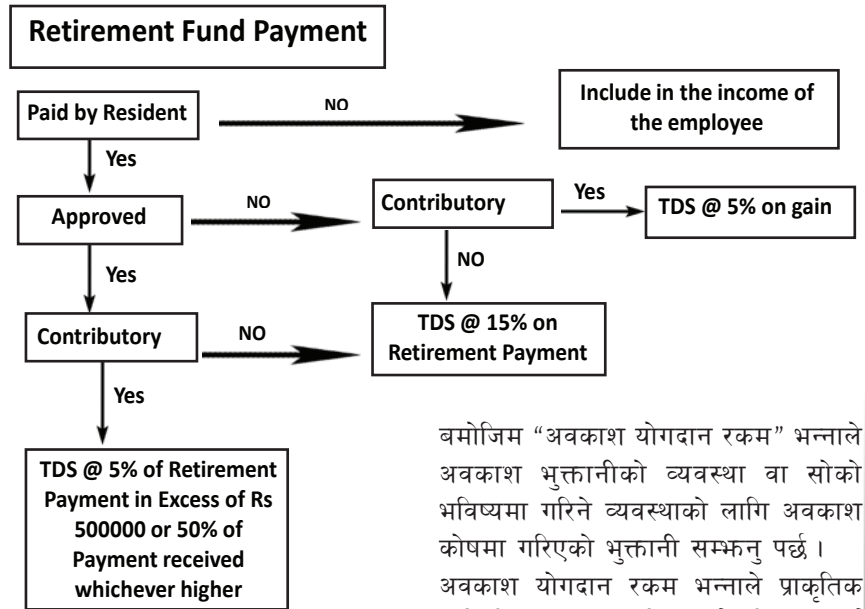 Retirement Fund Payment
Paid by Resident
NO
Include in the income of
the employee
Yes
Approved
NO
Contributory
Yes
TDS @ 5% on gain
Yes
NO
Contributory
NO
TDS @ 15% on
Retirement Payment
Yes
TDS @ 5% of Retirement
Payment in Excess of Rs
500000 or 50% of
Payment received
whichever higher
बमोजिम “अवकाश योगदान रकम” भन्नाले
अवकाश भुक्तानीको व्यवस्था वा सोको
भविष्यमा गरिने व्यवस्थाको लागि अवकाश
कोषमा गरिएको भुक्तानी सम्झनु पर्छ ।
अवकाश योगदान रकम भन्नाले प्राकृतिक